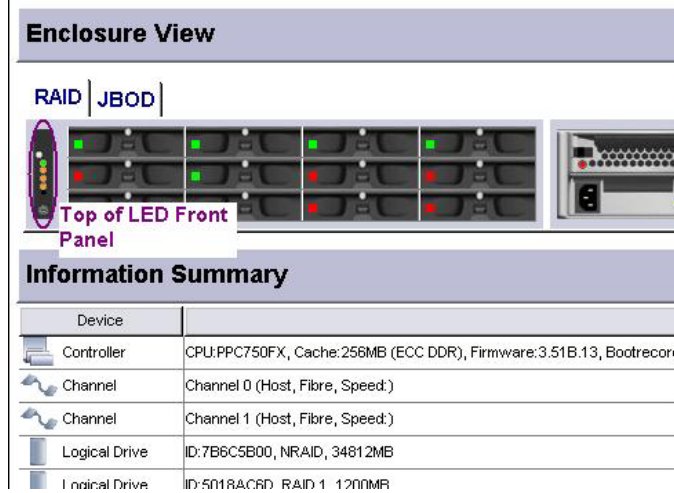 Enclosure View
RAID JBOD
Top of LED Front
Panel
Information Summary
Device
Controller CPU:PPC750FX, Cache:256MB (ECC DDR), Firmware:3.51B.13, Bootrecor
Channel Channel 0 (Host, Fibre, Speed:)
Channel Channel 1 (Host, Fibre, Speed:)
Logical Drive ID:7B6C5B00, NRAID, 34812MB
Logical Drive ID:5018AC6D, RAID 1, 1200MB